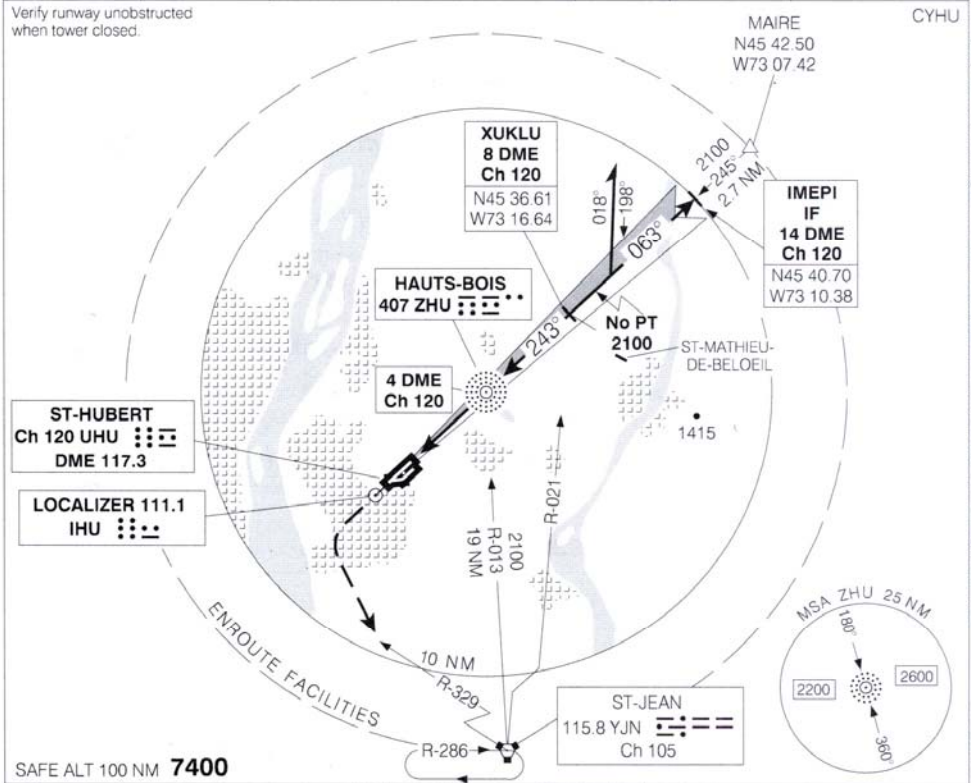 Verify runway unobstructed
when tower closed.
CYHU
MAIRE
N45 42.50
W73 07.42
XUKLU
8 DME
Ch 120
N45 36.61
W73 16.64
2100
245°
2.7 NM
IMEPI
IF
14 DME
Ch 120
N45 40.70
W73 10.38
018°
198°
063°
HAUTS-BOIS
407 ZHU
243°
No PT
2100
ST-MATHIEU-
DE-BELOEIL
4 DME
Ch 120
1415
ST-HUBERT
Ch 120 UHU
DME 117.3
LOCALIZER 111.1
IHU
2100
R-013
19 NM
R-021
10 NM
R-329
ENROUTE FACILITIES
MSA ZHU 25 NM
180°
2200
2600
360°
ST-JEAN
115.8 YJN
Ch 105
R-286
SAFE ALT 100 NM 7400